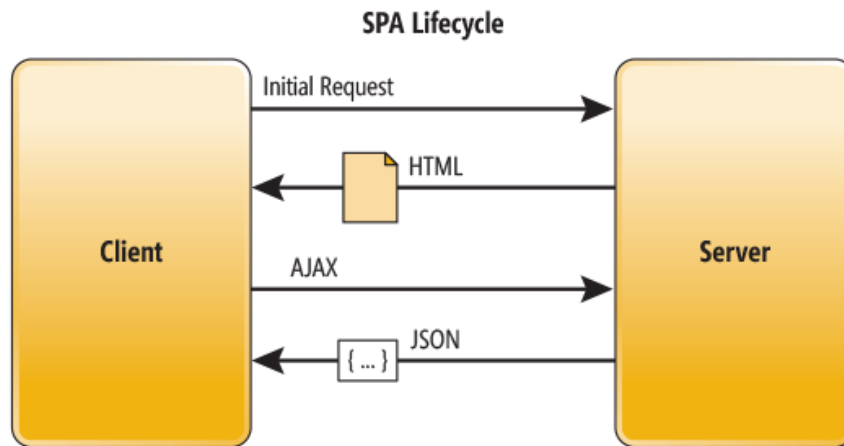 SPA Lifecycle
Initial Request
HTML
Client
Server
AJAX
JSON
{ ... }